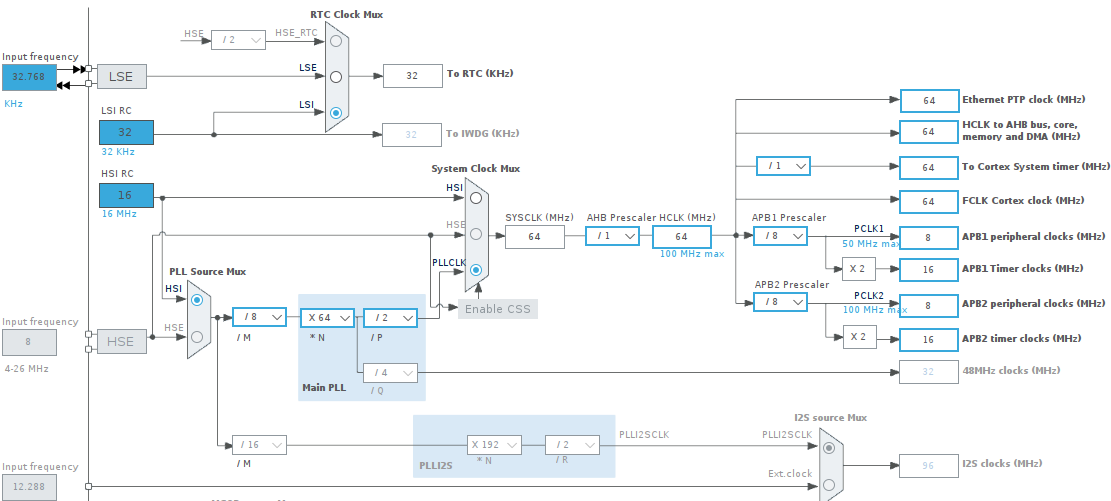 RTC Clock Mux
HSE
/ 2
HSE_RTC
Input frequency
32.768
KHz
LSE
LSE
32
To RTC (KHz)
LSI RC
LSI
32
32 KHz
32
To IWDG (KHz)
HSI RC
16
16 MHz
System Clock Mux
HSI
HSE
PLLCLK
SYSCLK (MHz)
64
AHB Prescaler
/ 1
HCLK (MHz)
64
100 MHz max
Enable CSS
64
Ethernet PTP clock (MHz)
64
HCLK to AHB bus, core,
memory and DMA (MHz)
/ 1
64
To Cortex System timer (MHz)
64
FCLK Cortex clock (MHz)
APB1 Prescaler
/ 8
PCLK1
50 MHz max
8
APB1 peripheral clocks (MHz)
X 2
16
APB1 Timer clocks (MHz)
APB2 Prescaler
/ 8
PCLK2
100 MHz max
8
APB2 peripheral clocks (MHz)
X 2
16
APB2 timer clocks (MHz)
PLL Source Mux
HSI
HSE
Input frequency
8
4-26 MHz
HSE
/ 8
/ M
X 64
* N
/ 2
/ P
/ 4
/ Q
Main PLL
32
48MHz clocks (MHz)
/ 16
/ M
X 192
* N
/ 2
/ R
PLLI2S
PLLI2SCLK
I2S source Mux
PLLI2SCLK
Ext.clock
96
I2S clocks (MHz)
Input frequency
12.288